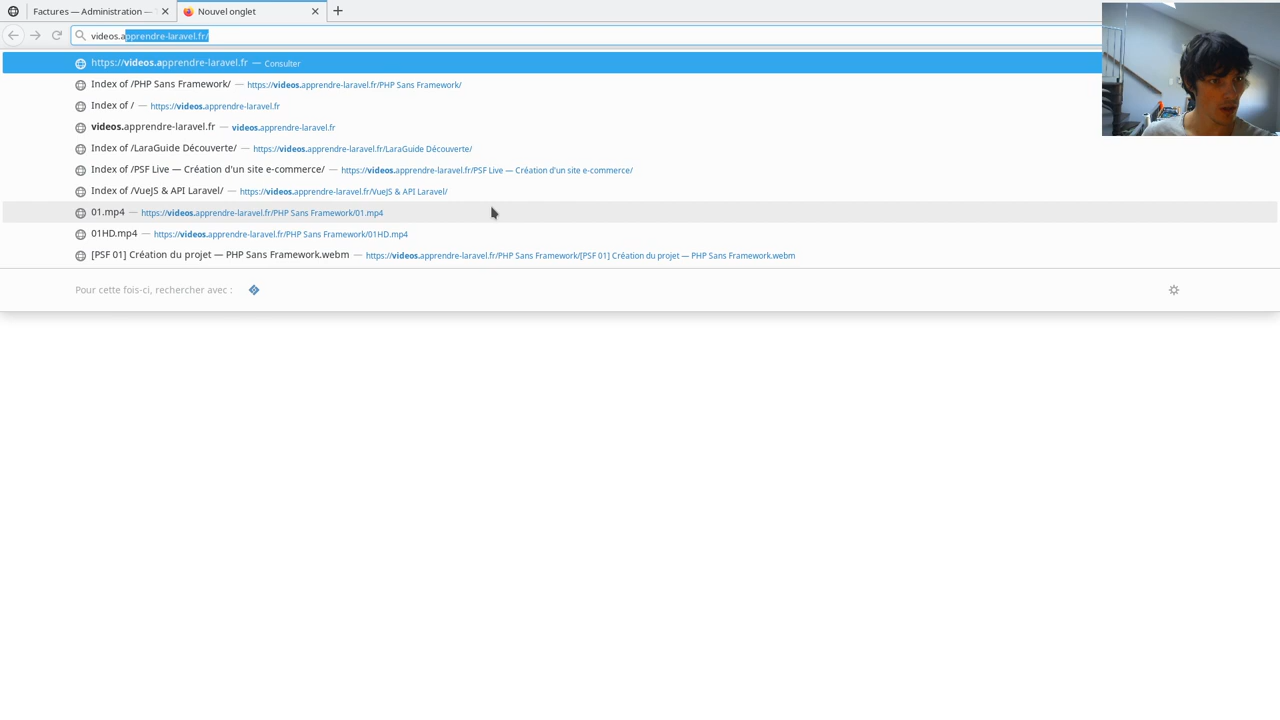 Factures — Administration —
Nouvel onglet
videos.apprendre-laravel.fr/
https://videos.apprendre-laravel.fr — Consulter
Index of /PHP Sans Framework/ — https://videos.apprendre-laravel.fr/PHP Sans Framework/
Index of / — https://videos.apprendre-laravel.fr
videos.apprendre-laravel.fr — videos.apprendre-laravel.fr
Index of /LaraGuide Découverte/ — https://videos.apprendre-laravel.fr/LaraGuide Découverte/
Index of /PSF Live — Création d'un site e-commerce/ — https://videos.apprendre-laravel.fr/PSF Live — Création d'un site e-commerce/
Index of /VueJS & API Laravel/ — https://videos.apprendre-laravel.fr/VueJS & API Laravel/
01.mp4 — https://videos.apprendre-laravel.fr/PHP Sans Framework/01.mp4
01HD.mp4 — https://videos.apprendre-laravel.fr/PHP Sans Framework/01HD.mp4
[PSF 01] Création du projet — PHP Sans Framework.webm — https://videos.apprendre-laravel.fr/PHP Sans Framework/[PSF 01] Création du projet — PHP Sans Framework.webm
Pour cette fois-ci, rechercher avec :